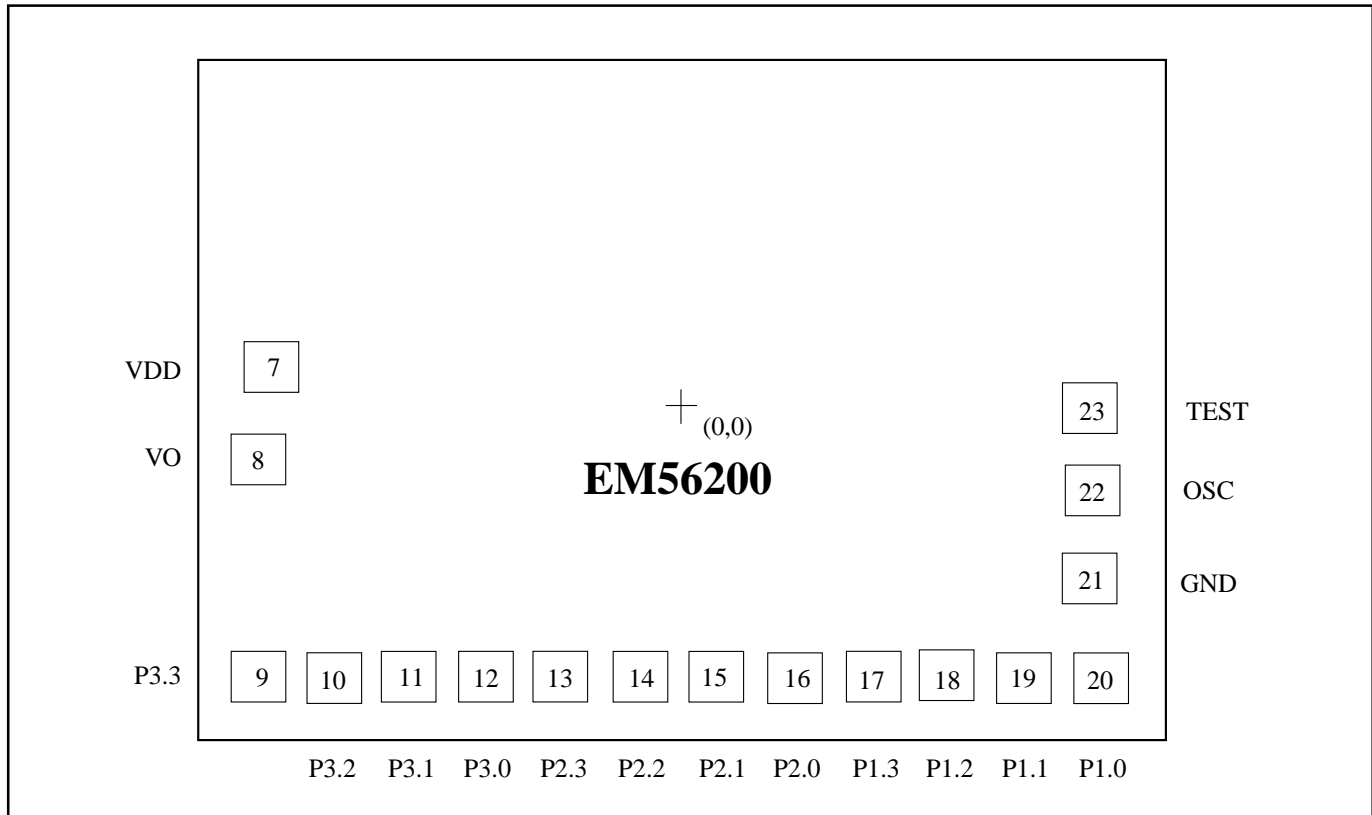 VDD 7
23 TEST
(0,0)
VO 8
EM56200
22 OSC
21 GND
P3.3 9 10 11 12 13 14 15 16 17 18 19 20
P3.2 P3.1 P3.0 P2.3 P2.2 P2.1 P2.0 P1.3 P1.2 P1.1 P1.0